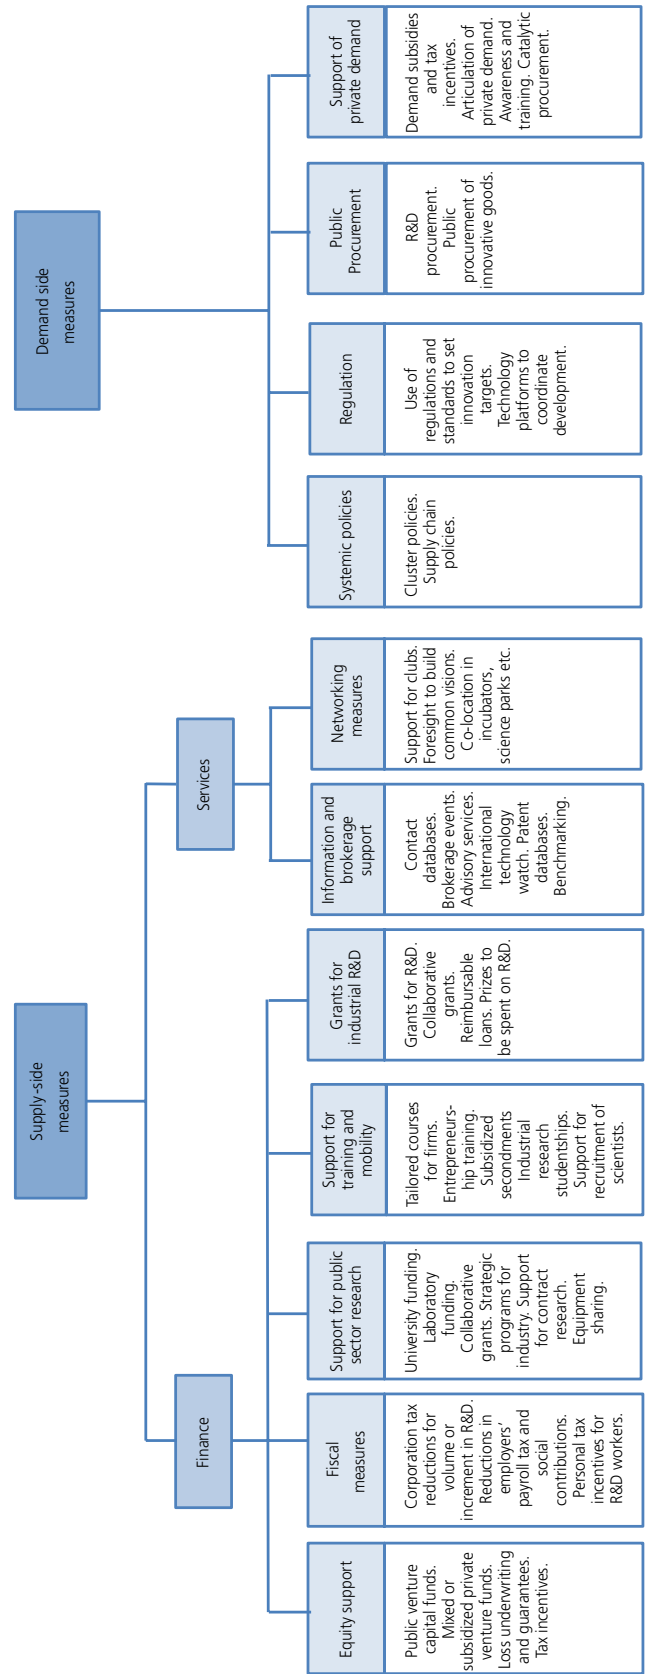 Supply-side
measures
Demand side
measures
Finance
Services
Equity support
Public venture
capital funds.
Mixed or
subsidized private
venture funds.
Loss underwriting
and guarantees.
Tax incentives.
Fiscal
measures
Corporation tax
reductions for
volume or
increment in R&D.
Reductions in
employers’
payroll tax and
social
contributions.
Personal tax
incentives for
R&D workers.
Support for public
sector research
University funding.
Laboratory
funding.
Collaborative
grants. Strategic
programs for
industry. Support
for contract
research.
Equipment
sharing.
Support for
training and
mobility
Tailored courses
for firms.
Entrepreneurs-
hip training.
Subsidized
secondments
Industrial
research
studentships.
Support for
recruitment of
scientists.
Grants for
industrial R&D
Grants for R&D.
Collaborative
grants.
Reimbursable
loans. Prizes to
be spent on R&D.
Information and
brokerage
support
Contact
databases.
Brokerage events.
Advisory services.
International
technology
watch. Patent
databases.
Benchmarking.
Networking
measures
Support for clubs.
Foresight to build
common visions.
Co-location in
incubators,
science parks etc.
Systemic policies
Cluster policies.
Supply chain
policies.
Regulation
Use of
regulations and
standards to set
innovation
targets.
Technology
platforms to
coordinate
development.
Public
Procurement
R&D
procurement.
Public
procurement of
innovative goods.
Support of
private demand
Demand subsidies
and tax
incentives.
Articulation of
private demand.
Awareness and
training. Catalytic
procurement.